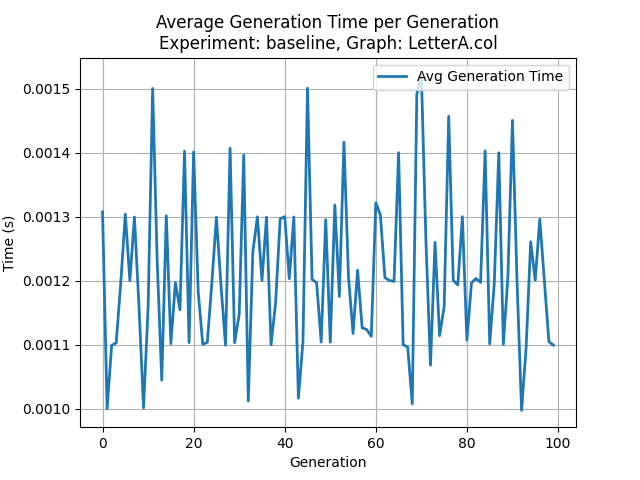 Average Generation Time per Generation
Experiment: baseline, Graph: LetterA.col
Avg Generation Time
Time (s)
0.0015
0.0014
0.0013
0.0012
0.0011
0.0010
0 20 40 60 80 100
Generation